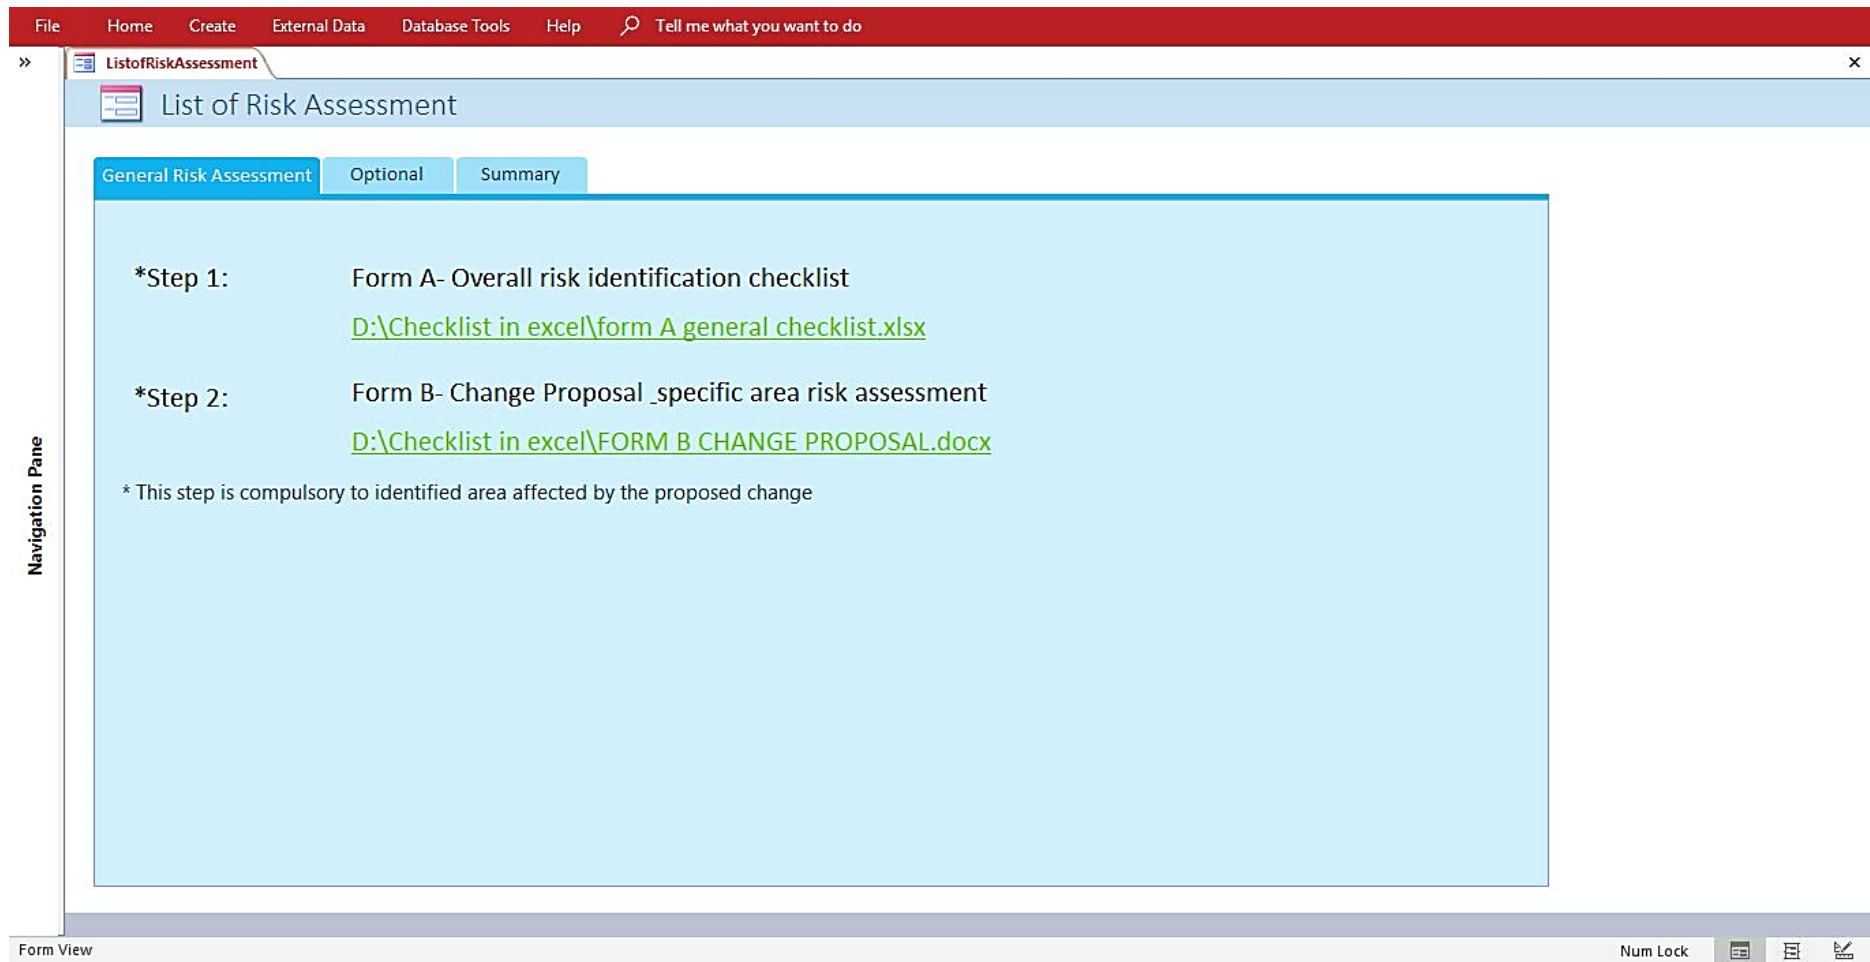 File Home Create External Data Database Tools Help Tell me what you want to do
» ListofRiskAssessment ×
List of Risk Assessment
General Risk Assessment Optional Summary
*Step 1: Form A- Overall risk identification checklist
D:\Checklist in excel\form A general checklist.xlsx
*Step 2: Form B- Change Proposal _specific area risk assessment
D:\Checklist in excel\FORM B CHANGE PROPOSAL.docx
* This step is compulsory to identified area affected by the proposed change
Navigation Pane
Form View Num Lock